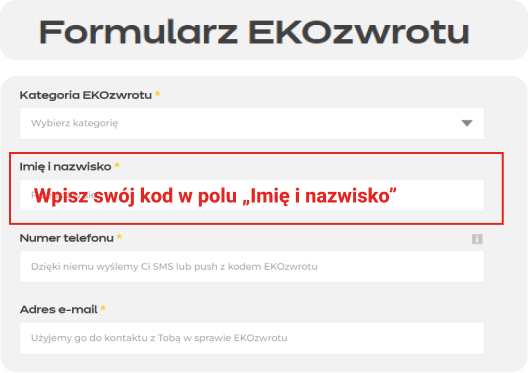 Formularz EKOzwrotu
Kategoria EKOzwrotu *
Wybierz kategorię
Imię i nazwisko *
Wpisz swój kod w polu „Imię i nazwisko”
Numer telefonu *
i
Dzięki niemu wyślemy Ci SMS lub push z kodem EKOzwrotu
Adres e-mail *
Użyjemy go do kontaktu z Tobą w sprawie EKOzwrotu